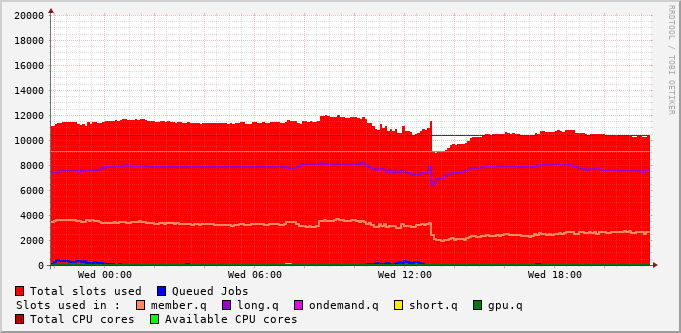 20000
18000
16000
14000
12000
10000
8000
6000
4000
2000
0
Wed 00:00 Wed 06:00 Wed 12:00 Wed 18:00
RRDTOOL / TOBI OETIKER
Total slots used Queued Jobs
Slots used in : member.q long.q ondemand.q short.q gpu.q
Total CPU cores Available CPU cores